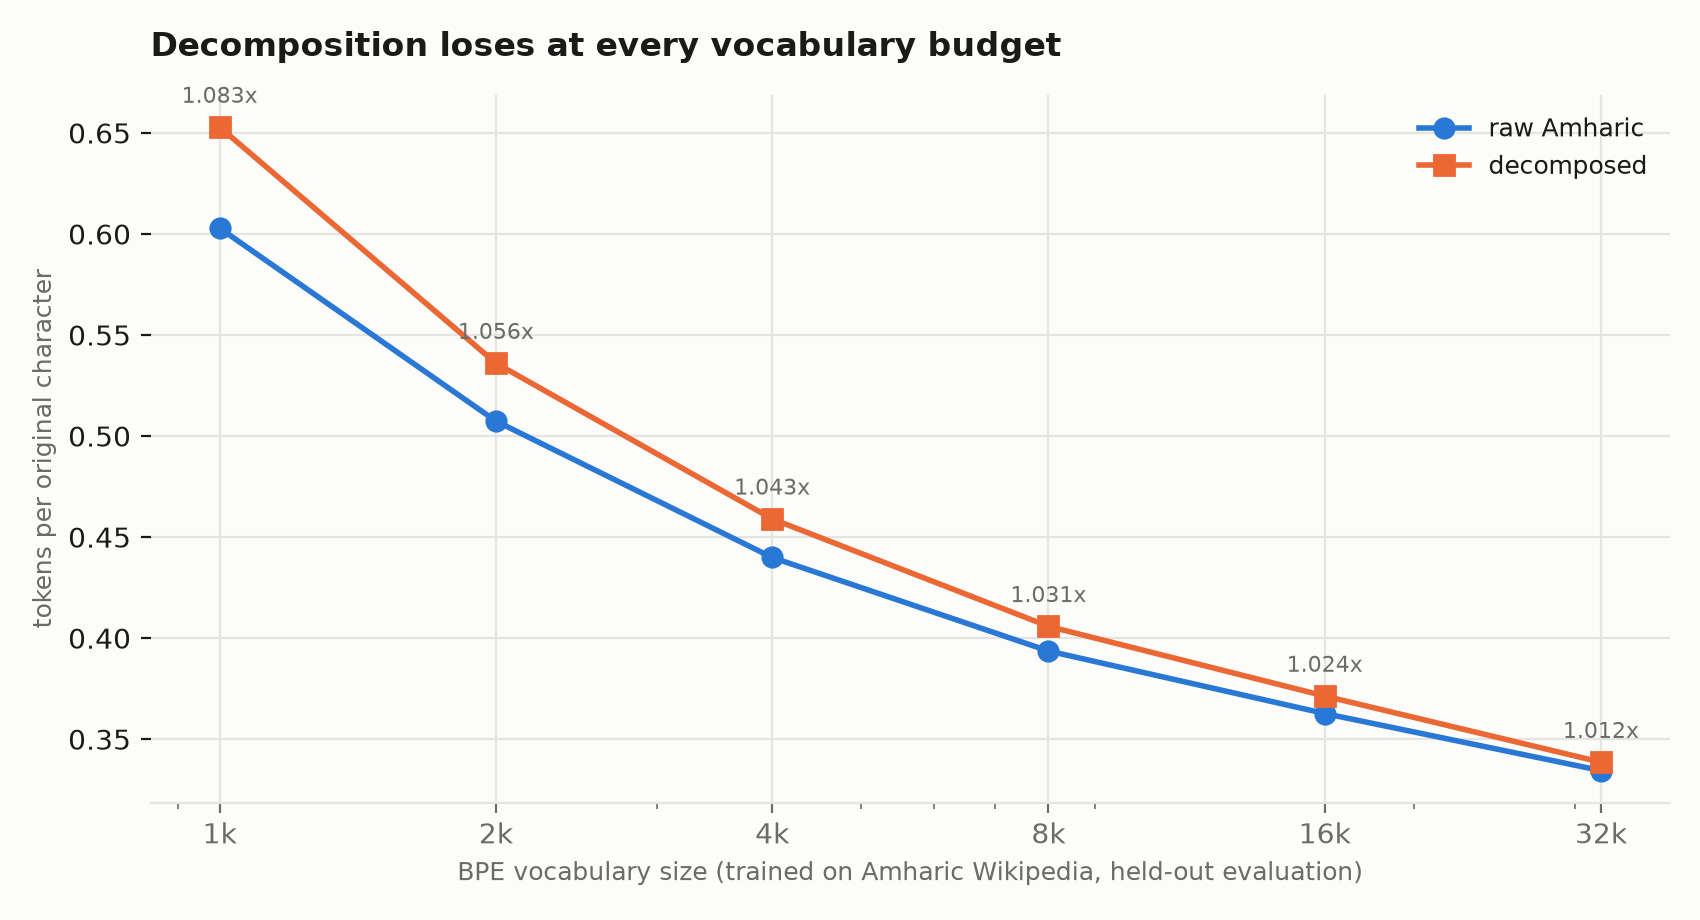 Decomposition loses at every vocabulary budget
1.083x
1.056x
1.043x
1.031x
1.024x
1.012x
raw Amharic
decomposed
0.65
0.60
0.55
0.50
0.45
0.40
0.35
tokens per original character
1k 2k 4k 8k 16k 32k
BPE vocabulary size (trained on Amharic Wikipedia, held-out evaluation)